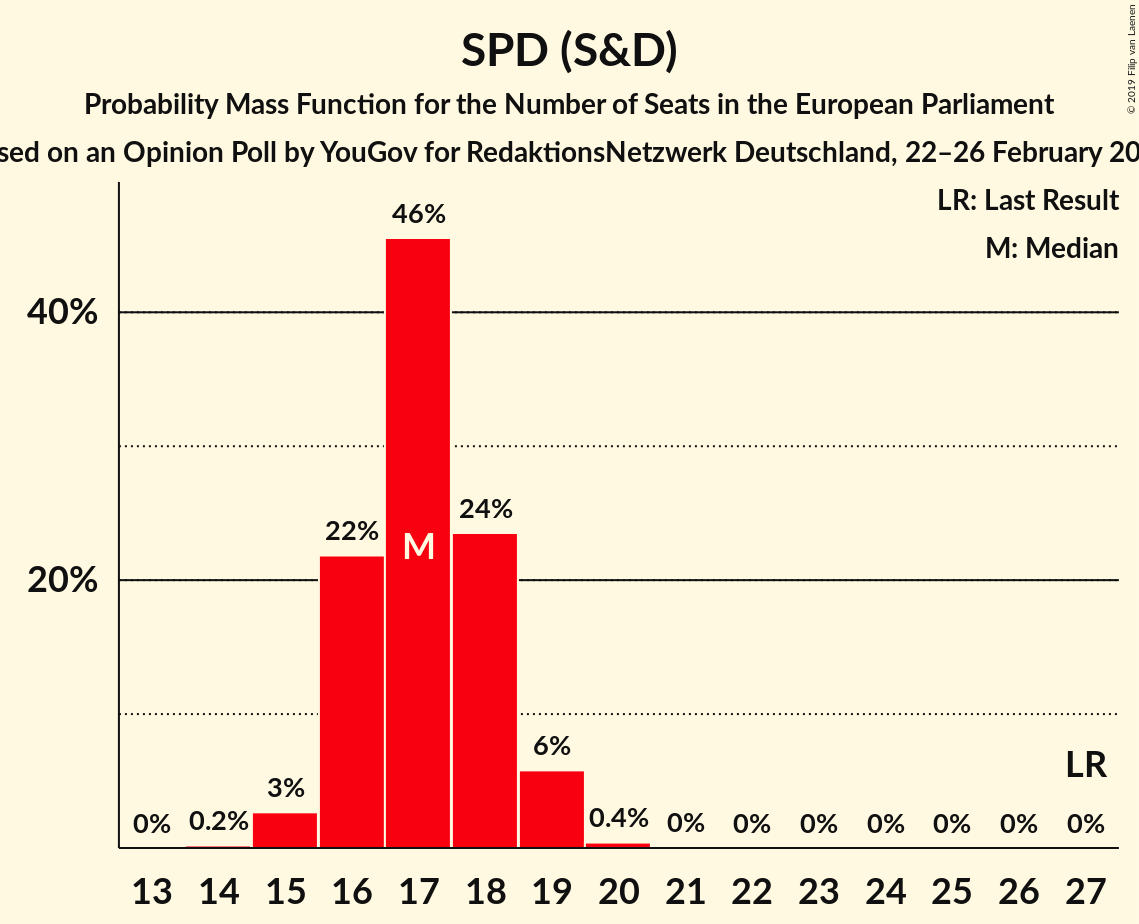 SPD (S&D)
Probability Mass Function for the Number of Seats in the European Parliament
sed on an Opinion Poll by YouGov for RedaktionsNetzwerk Deutschland, 22–26 February 20
© 2019 Filip van Laenen
LR: Last Result
M: Median
46%
40%
24%
22%
M
20%
6%
LR
3%
0% 0.2% 0.4% 0% 0% 0% 0% 0% 0% 0%
13 14 15 16 17 18 19 20 21 22 23 24 25 26 27